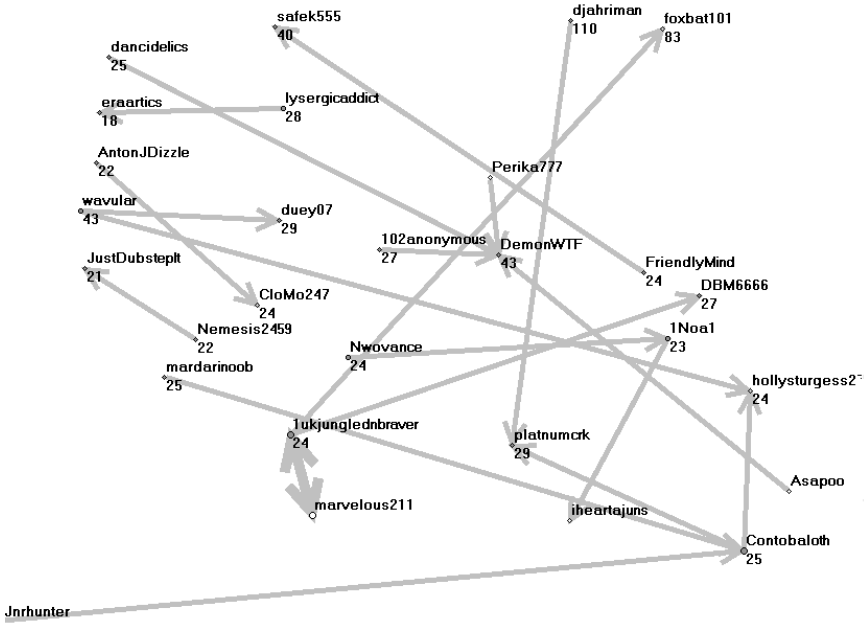 safek555
40
djahriman
110
foxbat101
83
dancidelics
25
eraartics
18
lysergicaddict
28
AntonJDizzle
22
Perika777
wavular
43
duey07
29
102anonymous
27
DemonWTF
43
JustDubstepIt
21
FriendlyMind
24
CloMo247
24
DBM6666
27
Nemesis2459
22
1Noa1
23
mardarinoob
25
Nwovance
24
hollysturgess2
24
1ukjunglednbraver
24
platnumcrk
29
Asapoo
marvelous211
iheartajuns
Contobaloth
25
Jnrhunter